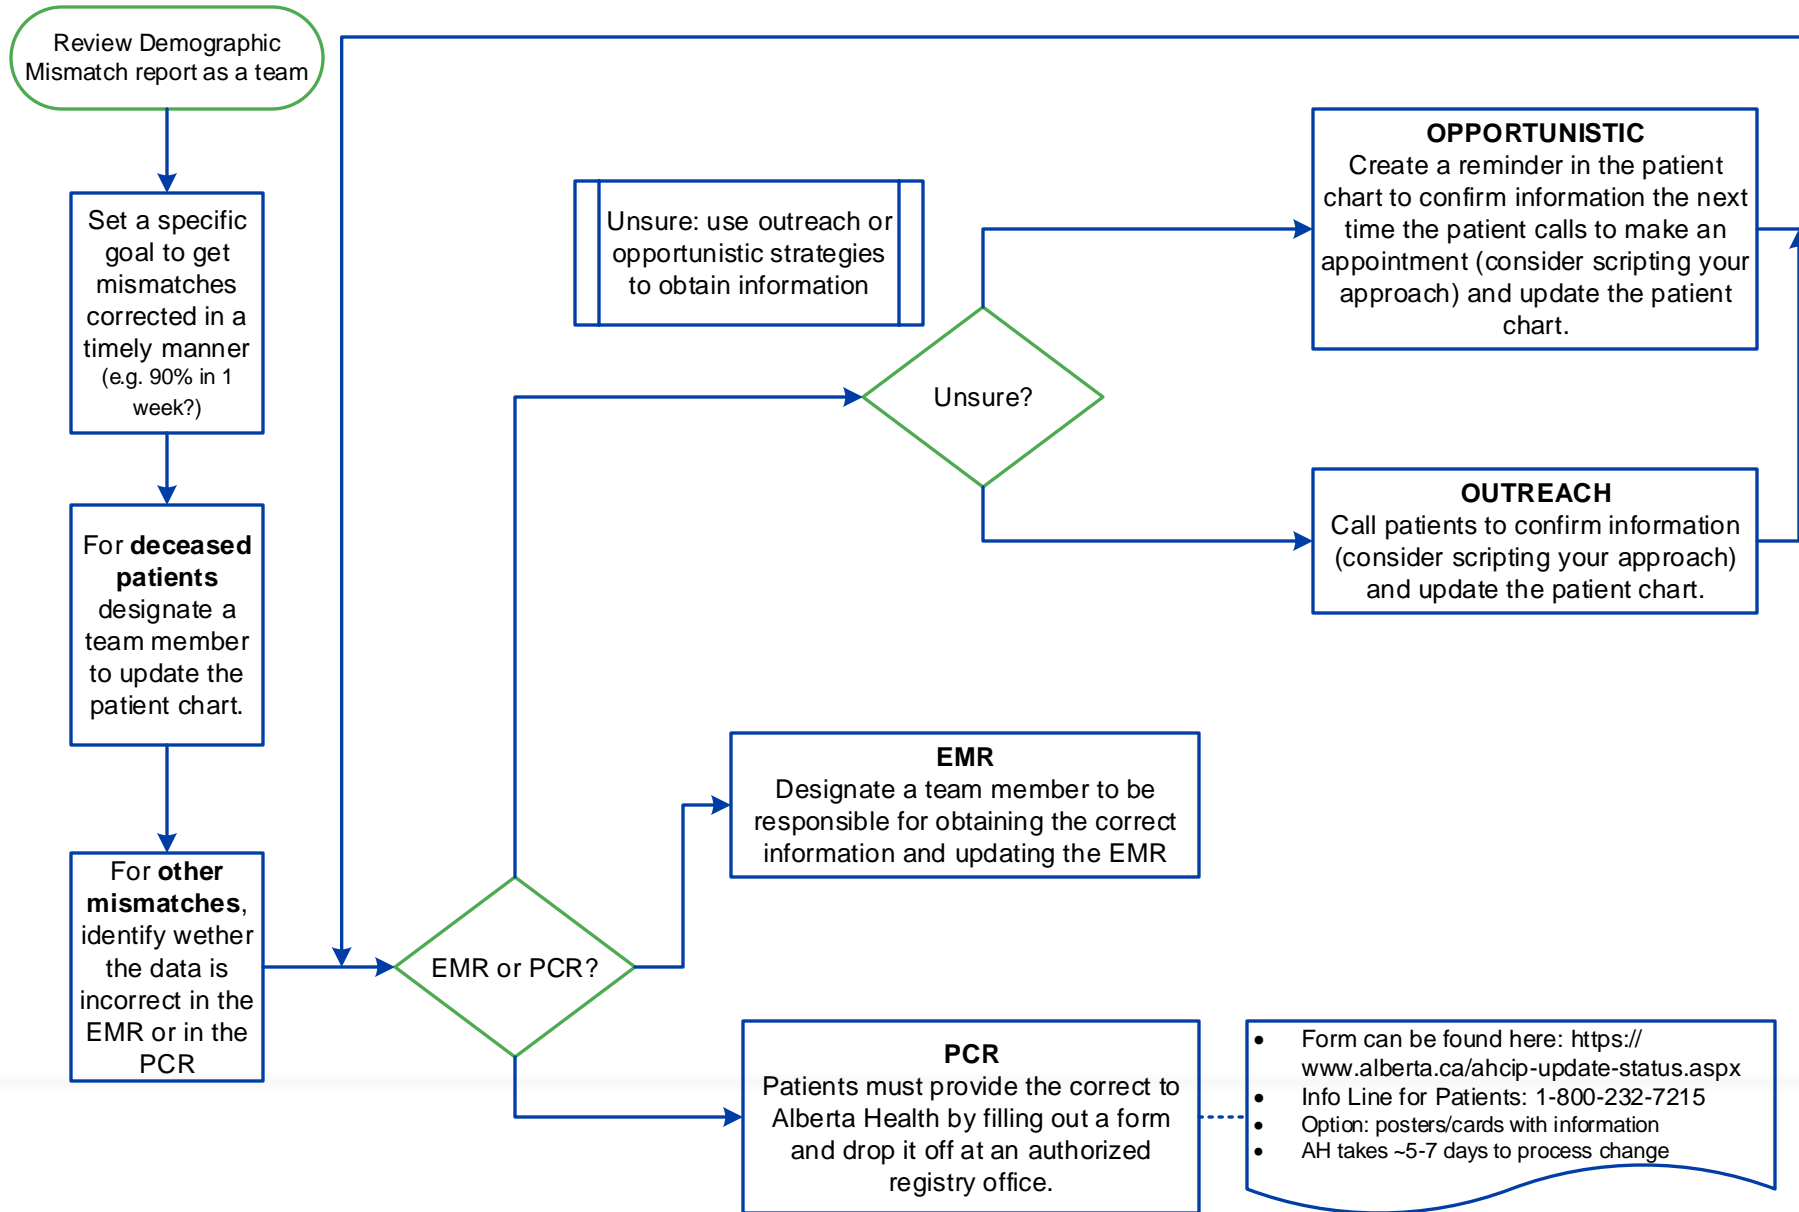 Review Demographic
Mismatch report as a team
Set a specific
goal to get
mismatches
corrected in a
timely manner
(e.g. 90% in 1
week?)
For deceased
patients
designate a
team member
to update the
patient chart.
For other
mismatches,
identify wether
the data is
incorrect in the
EMR or in the
PCR
EMR or PCR?
Unsure: use outreach or
opportunistic strategies
to obtain information
Unsure?
OPPORTUNISTIC
Create a reminder in the patient
chart to confirm information the next
time the patient calls to make an
appointment (consider scripting your
approach) and update the patient
chart.
OUTREACH
Call patients to confirm information
(consider scripting your approach)
and update the patient chart.
EMR
Designate a team member to be
responsible for obtaining the correct
information and updating the EMR
PCR
Patients must provide the correct to
Alberta Health by filling out a form
and drop it off at an authorized
registry office.
• Form can be found here: https://
www.alberta.ca/ahcip-update-status.aspx
• Info Line for Patients: 1-800-232-7215
• Option: posters/cards with information
• AH takes ~5-7 days to process change